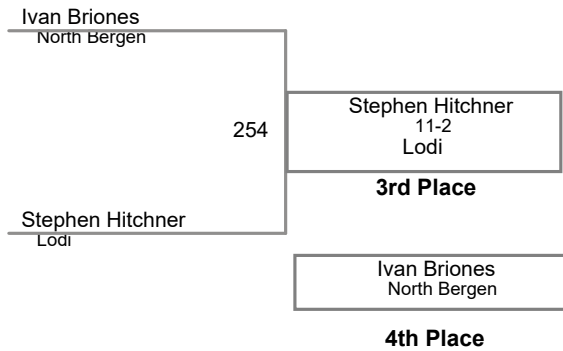 Ivan Briones
North Bergen
254
Stephen Hitchner
11-2
Lodi
3rd Place
Stephen Hitchner
Lodi
Ivan Briones
North Bergen
4th Place